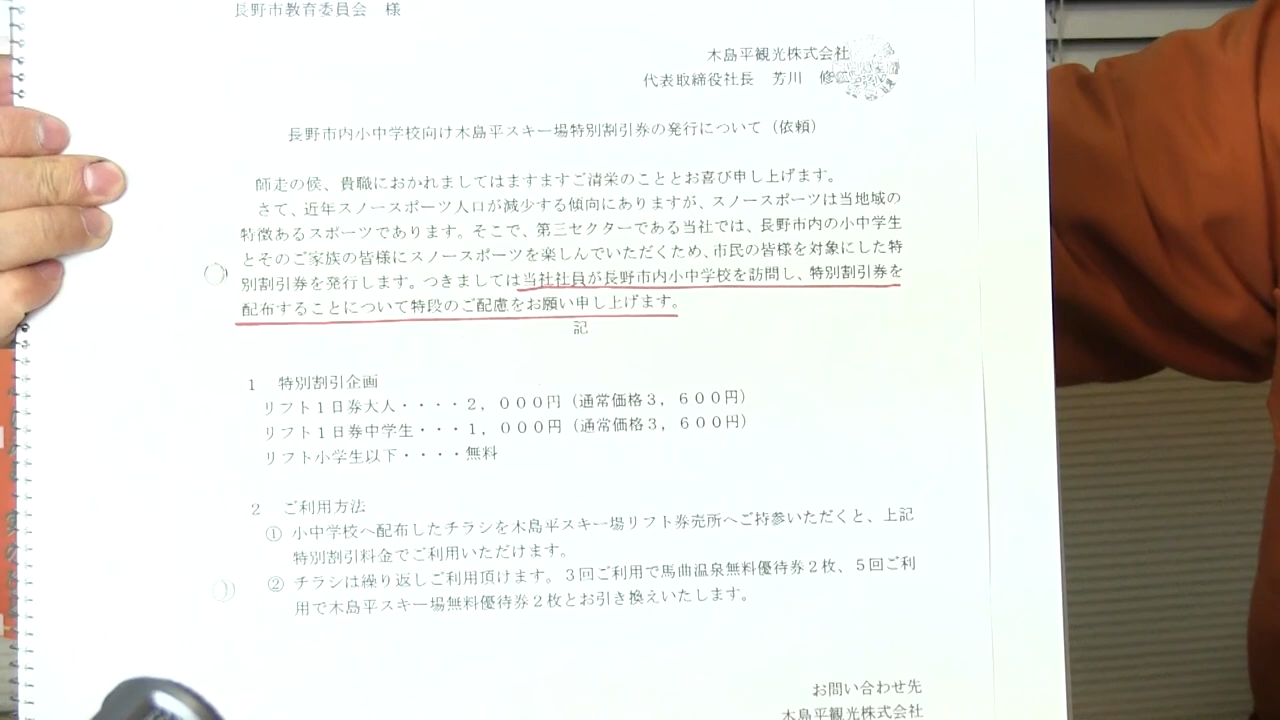 長野市教育委員会　様
木島平観光株式会社
代表取締役社長　芳川　修
長野市内小中学校向け木島平スキー場特別割引券の発行について（依頼）
師走の候、貴職におかれましてはますますご清栄のこととお喜び申し上げます。
さて、近年スノースポーツ人口が減少する傾向にありますが、スノースポーツは当地域の
特徴あるスポーツであります。そこで、第三セクターである当社では、長野市内の小中学生
とそのご家族の皆様にスノースポーツを楽しんでいただくため、市民の皆様を対象にした特
別割引券を発行します。つきましては当社社員が長野市内小中学校を訪問し、特別割引券を
配布することについて特段のご配慮をお願い申し上げます。
記
１　特別割引企画
リフト１日券大人・・・・２，０００円（通常価格３，６００円）
リフト１日券中学生・・・１，０００円（通常価格３，６００円）
リフト小学生以下・・・・無料
２　ご利用方法
① 小中学校へ配布したチラシを木島平スキー場リフト券売所へご持参いただくと、上記
特別割引料金でご利用いただけます。
② チラシは繰り返しご利用頂けます。３回ご利用で馬曲温泉無料優待券２枚、５回ご利
用で木島平スキー場無料優待券２枚とお引き換えいたします。
お問い合わせ先
木島平観光株式会社